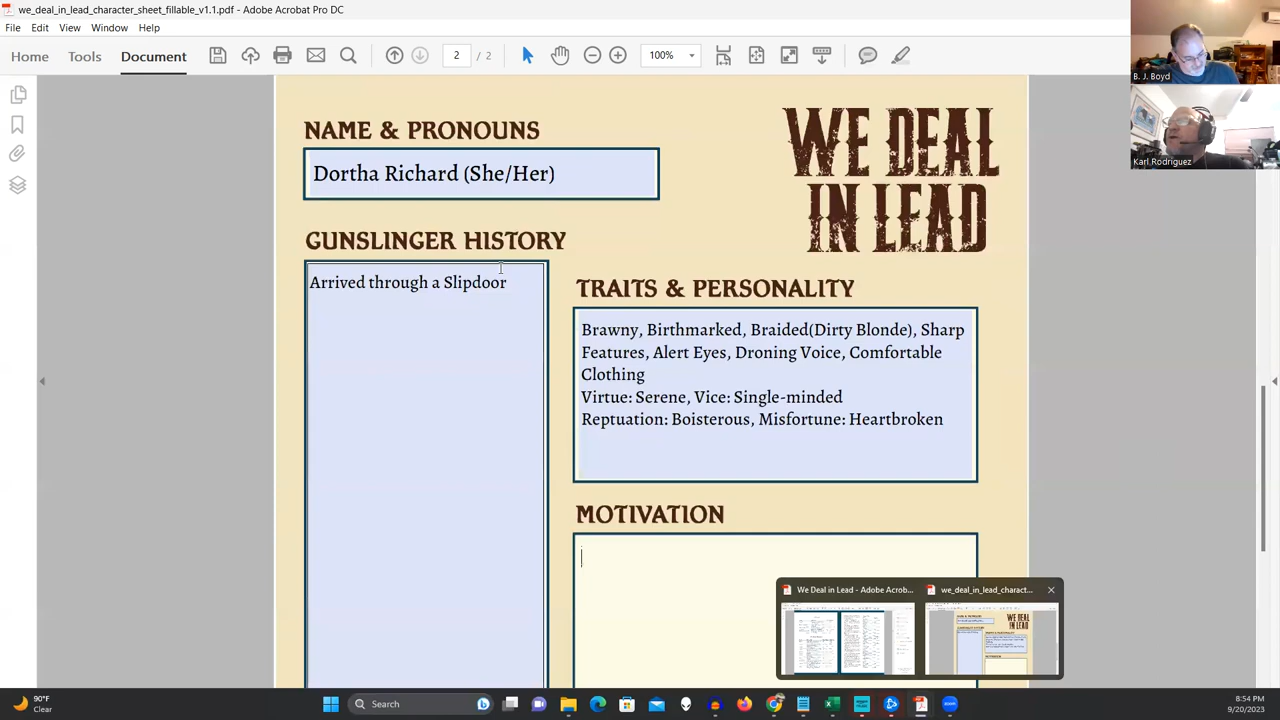 we_deal_in_lead_character_sheet_fillable_v1.1.pdf - Adobe Acrobat Pro DC
File Edit View Window Help
Home Tools Document
2 / 2
100%
B. J. Boyd
Karl Rodriguez
NAME & PRONOUNS
Dortha Richard (She/Her)
WE DEAL
IN LEAD
GUNSLINGER HISTORY
Arrived through a Slipdoor
TRAITS & PERSONALITY
Brawny, Birthmarked, Braided(Dirty Blonde), Sharp
Features, Alert Eyes, Droning Voice, Comfortable
Clothing
Virtue: Serene, Vice: Single-minded
Reptuation: Boisterous, Misfortune: Heartbroken
MOTIVATION
We Deal in Lead - Adobe Acrob...
we_deal_in_lead_charact...
90°F
Clear
Search
8:54 PM
9/20/2023